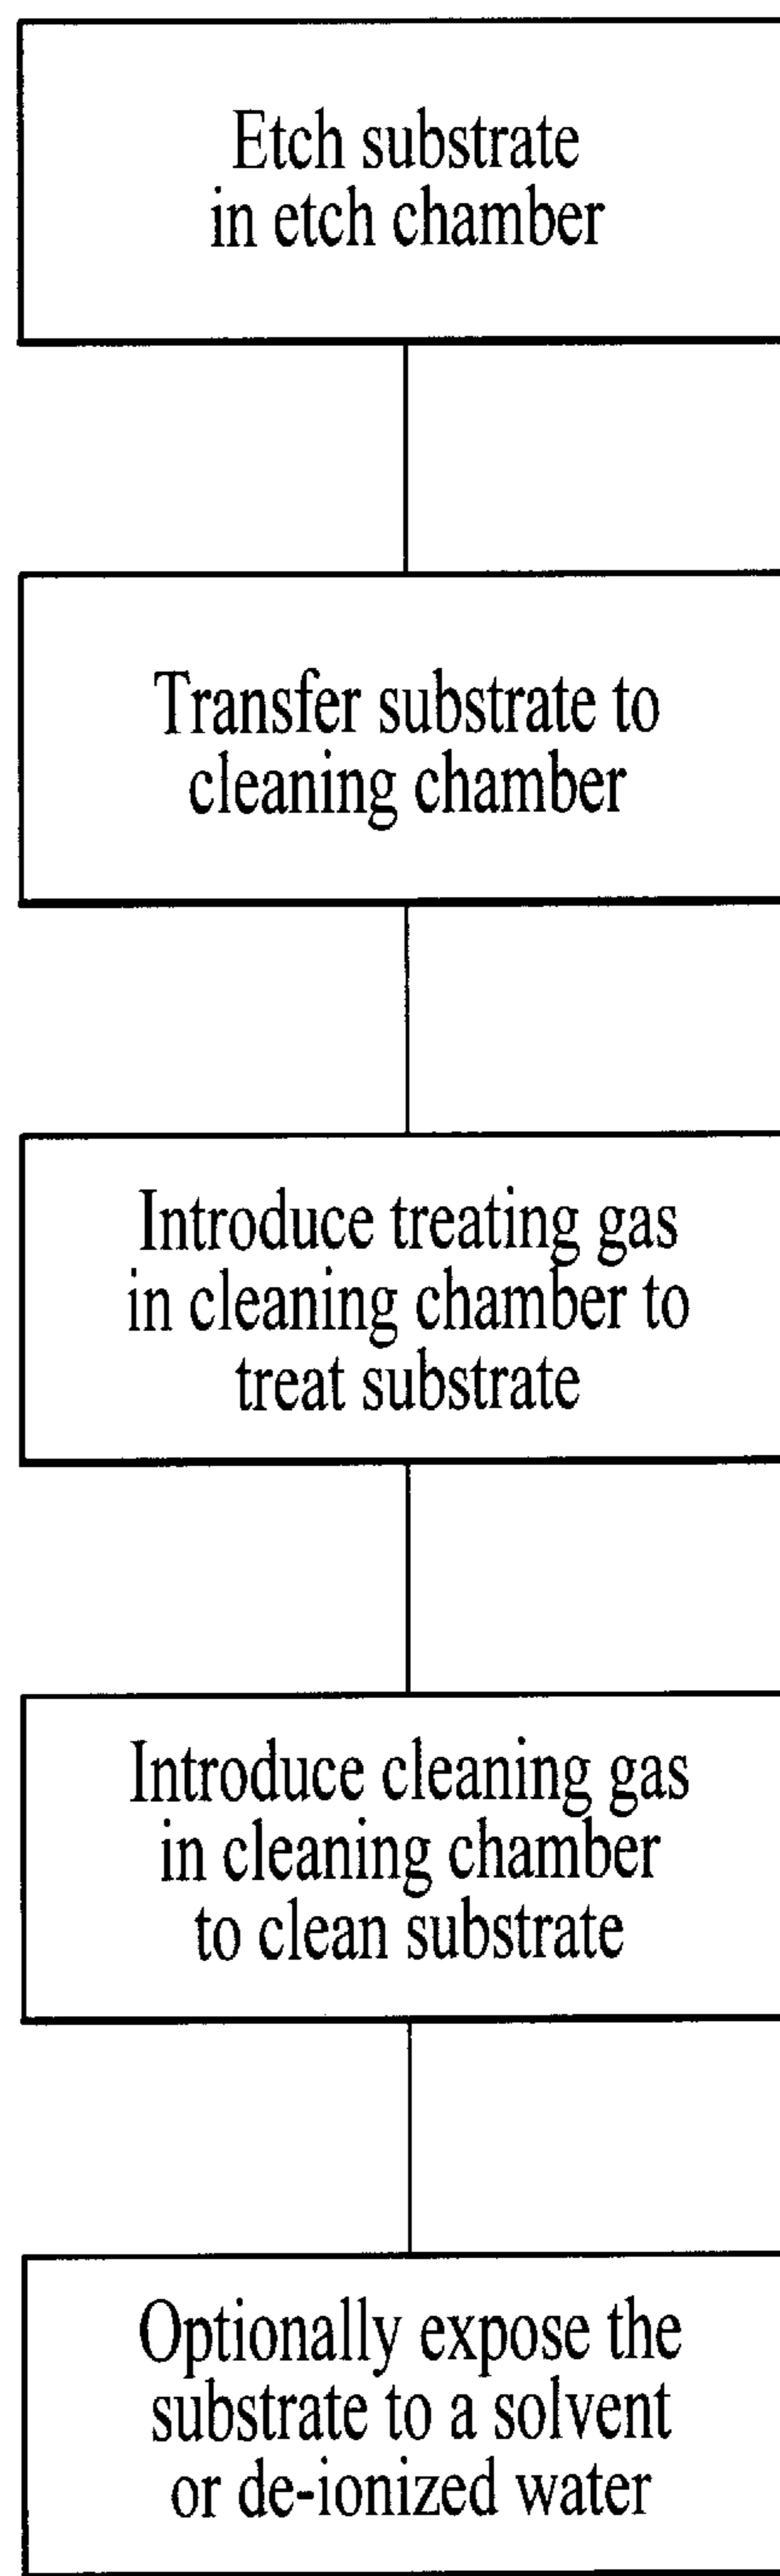 Etch substrate
in etch chamber
Transfer substrate to
cleaning chamber
Introduce treating gas
in cleaning chamber to
treat substrate
Introduce cleaning gas
in cleaning chamber
to clean substrate
Optionally expose the
substrate to a solvent
or de-ionized water